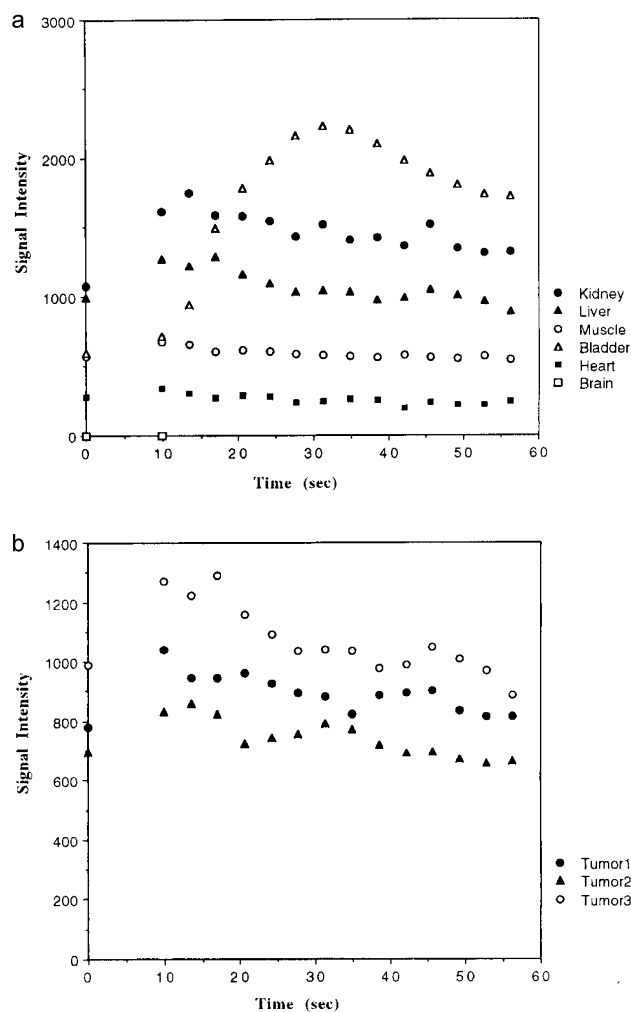 a
3000
2000
1000
0
Signal Intensity
0 10 20 30 40 50 60
Time (sec)
Kidney
Liver
Muscle
Bladder
Heart
Brain
b
1400
1200
1000
800
600
400
200
0
Signal Intensity
0 10 20 30 40 50 60
Time (sec)
Tumor1
Tumor2
Tumor3